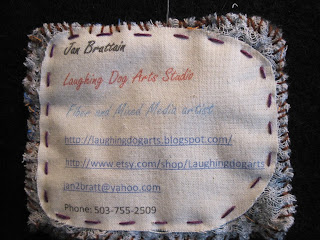 Jan Brattain
Laughing Dog Arts Studio
Fiber and Mixed Media artist
http://laughingdogarts.blogspot.com/
http://www.etsy.com/shop/Laughingdogarts
jan2bratt@yahoo.com
Phone: 503-755-2509